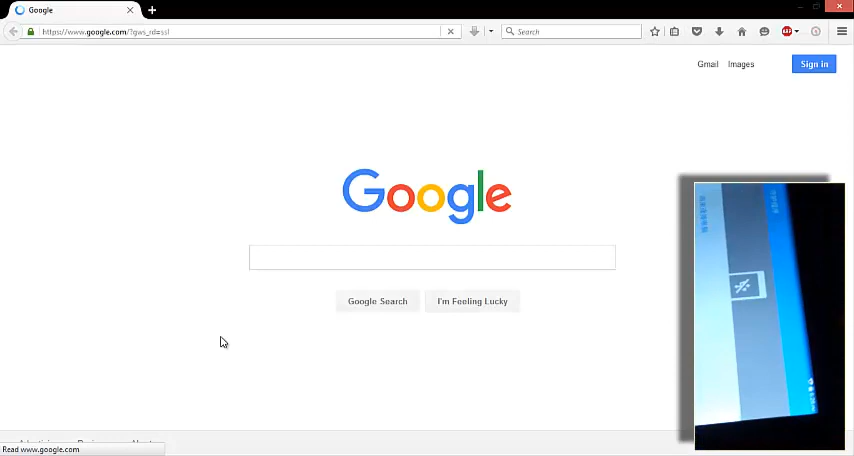 Google
https://www.google.com/?gws_rd=ssl
Search
Gmail
Images
Sign in
Google
Google Search
I'm Feeling Lucky
Read www.google.com